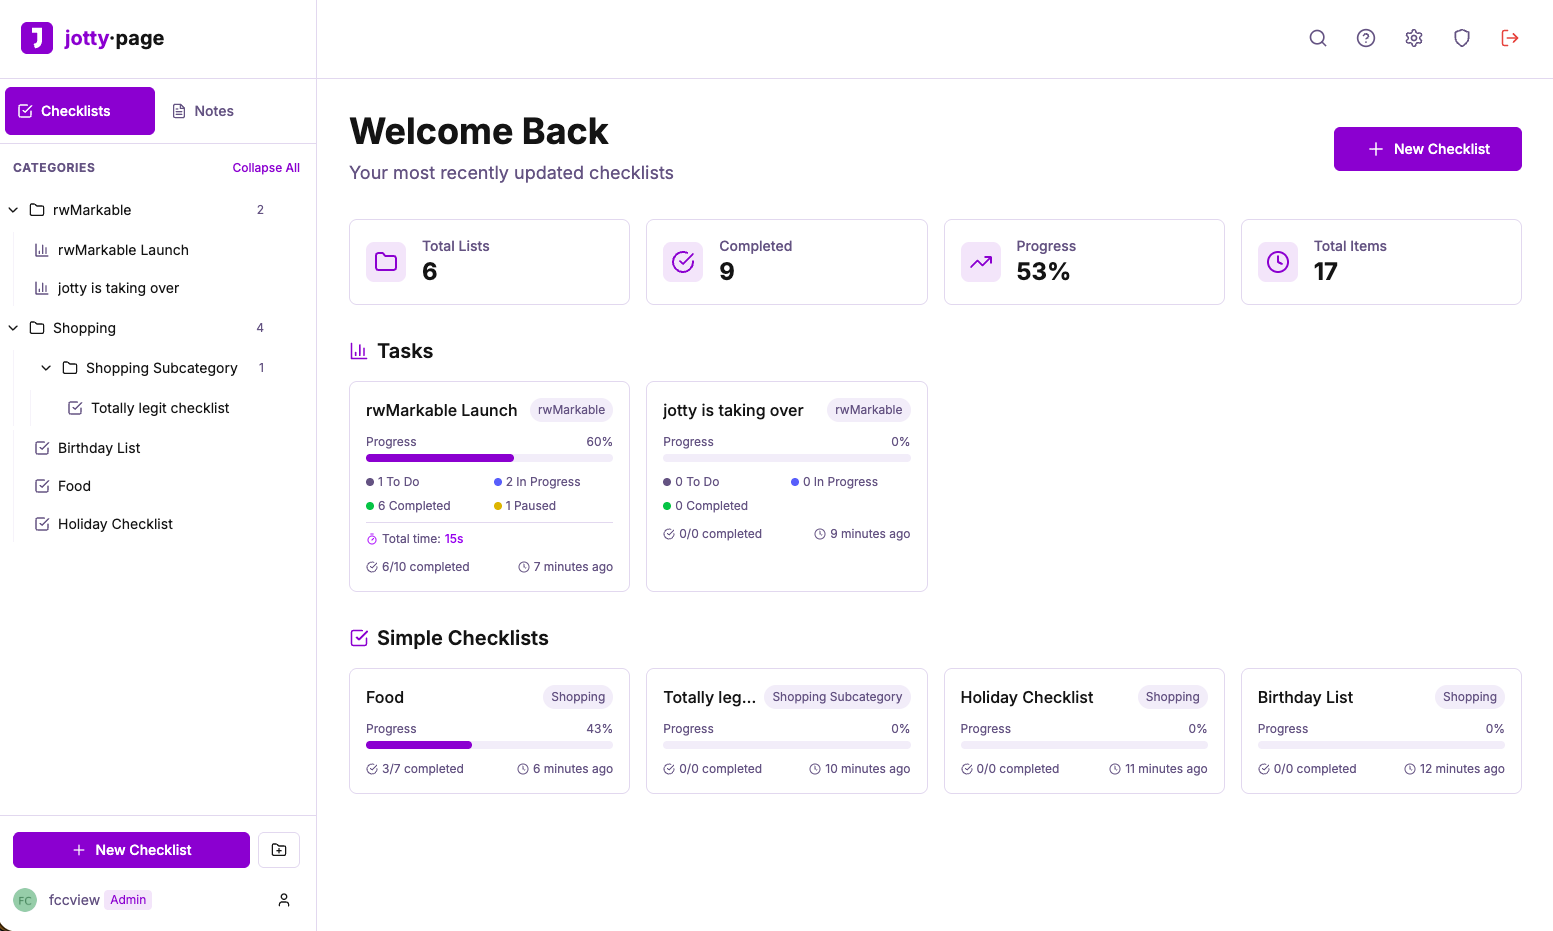 jotty·page
Checklists
Notes
CATEGORIES
Collapse All
rwMarkable 2
rwMarkable Launch
jotty is taking over
Shopping 4
Shopping Subcategory 1
Totally legit checklist
Birthday List
Food
Holiday Checklist
New Checklist
FC
fccview Admin
Welcome Back
Your most recently updated checklists
New Checklist
Total Lists
6
Completed
9
Progress
53%
Total Items
17
Tasks
rwMarkable Launch rwMarkable
Progress 60%
1 To Do 2 In Progress
6 Completed 1 Paused
Total time: 15s
6/10 completed 7 minutes ago
jotty is taking over rwMarkable
Progress 0%
0 To Do 0 In Progress
0 Completed
0/0 completed 9 minutes ago
Simple Checklists
Food Shopping
Progress 43%
3/7 completed 6 minutes ago
Totally leg... Shopping Subcategory
Progress 0%
0/0 completed 10 minutes ago
Holiday Checklist Shopping
Progress 0%
0/0 completed 11 minutes ago
Birthday List Shopping
Progress 0%
0/0 completed 12 minutes ago